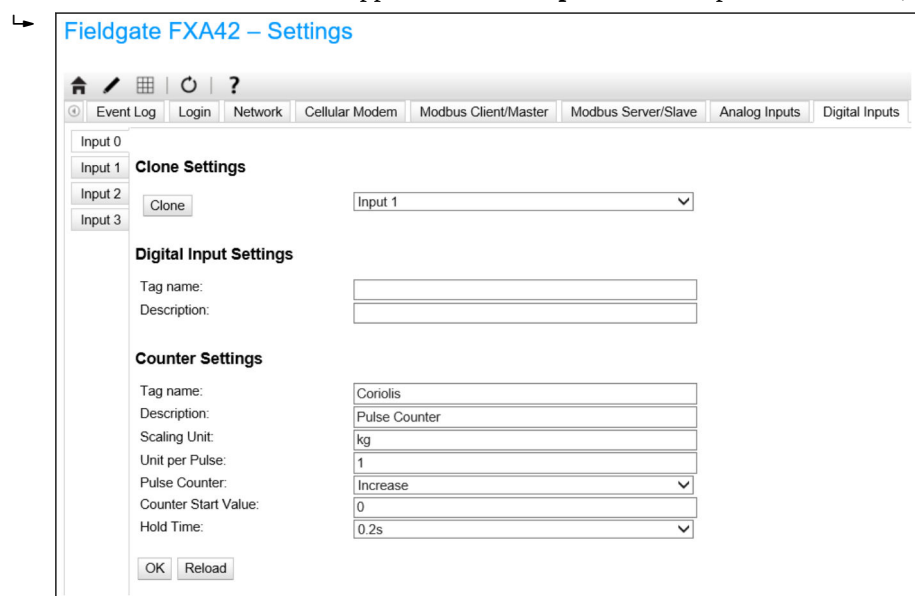 Fieldgate FXA42 – Settings
?
Event Log Login Network Cellular Modem Modbus Client/Master Modbus Server/Slave Analog Inputs Digital Inputs
Input 0
Input 1
Input 2
Input 3
Clone Settings
Clone Input 1
Digital Input Settings
Tag name:
Description:
Counter Settings
Tag name: Coriolis
Description: Pulse Counter
Scaling Unit: kg
Unit per Pulse: 1
Pulse Counter: Increase
Counter Start Value: 0
Hold Time: 0.2s
OK Reload